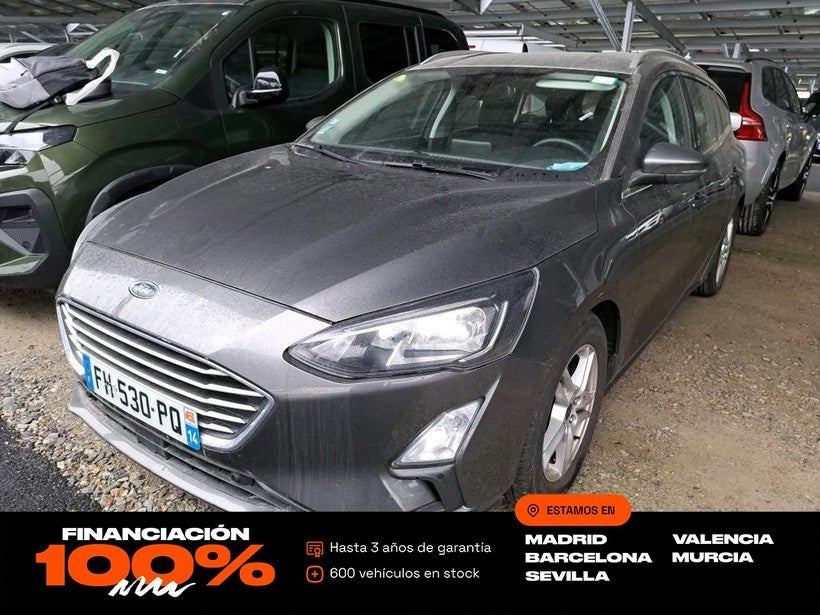 Ford
FH-530-PQ
14
ESTAMOS EN
FINANCIACIÓN
100%
Hasta 3 años de garantía
600 vehículos en stock
MADRID
BARCELONA
SEVILLA
VALENCIA
MURCIA